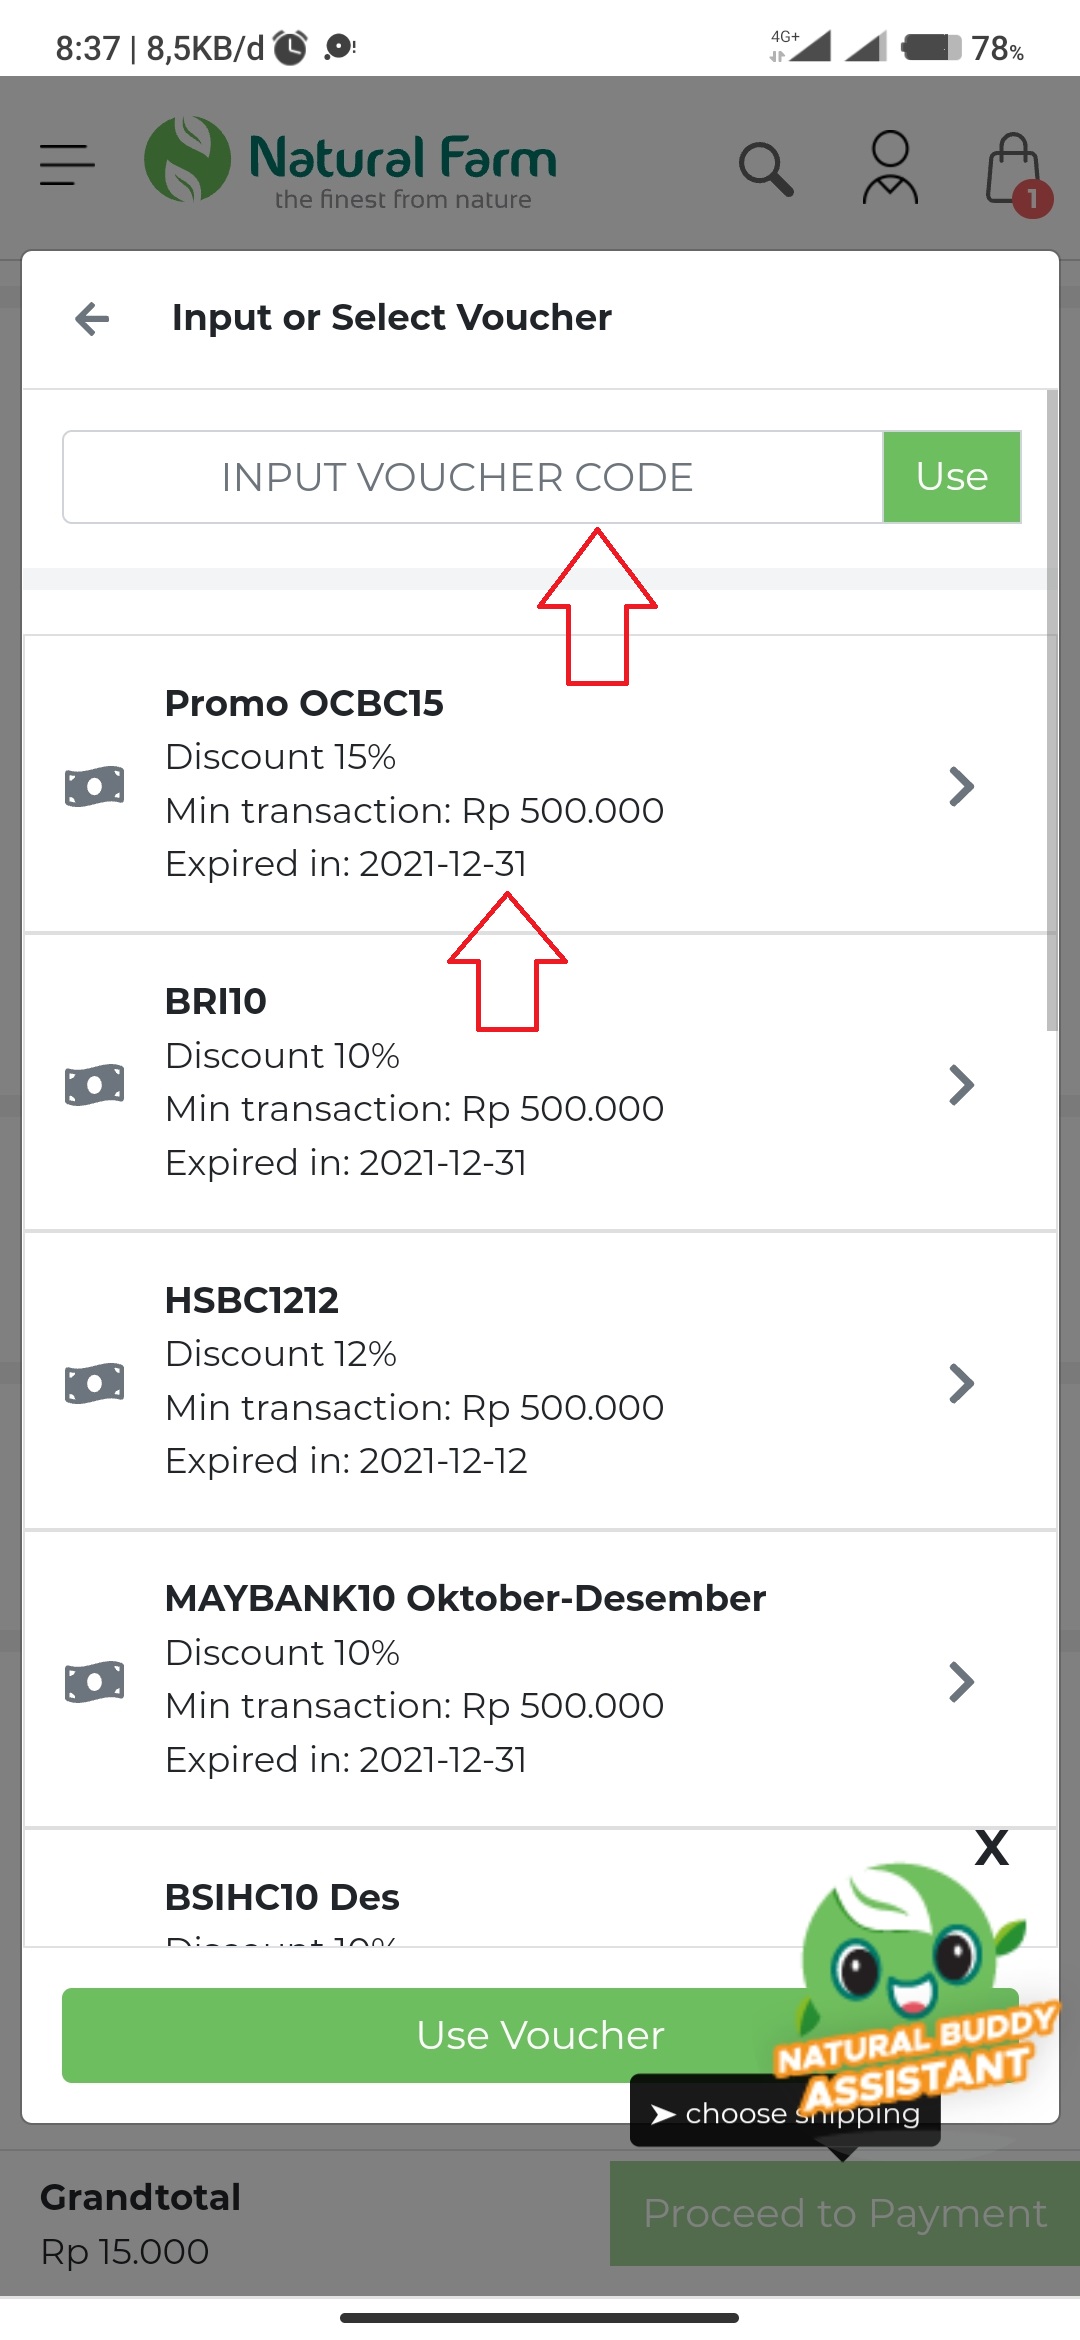 8:37 | 8,5KB/d
4G+
78%
Natural Farm
the finest from nature
1
Input or Select Voucher
INPUT VOUCHER CODE
Use
Promo OCBC15
Discount 15%
Min transaction: Rp 500.000
Expired in: 2021-12-31
BRI10
Discount 10%
Min transaction: Rp 500.000
Expired in: 2021-12-31
HSBC1212
Discount 12%
Min transaction: Rp 500.000
Expired in: 2021-12-12
MAYBANK10 Oktober-Desember
Discount 10%
Min transaction: Rp 500.000
Expired in: 2021-12-31
X
BSIHC10 Des
Discount 10%
Use Voucher
NATURAL BUDDY
ASSISTANT
➤ choose shipping
Grandtotal
Rp 15.000
Proceed to Payment